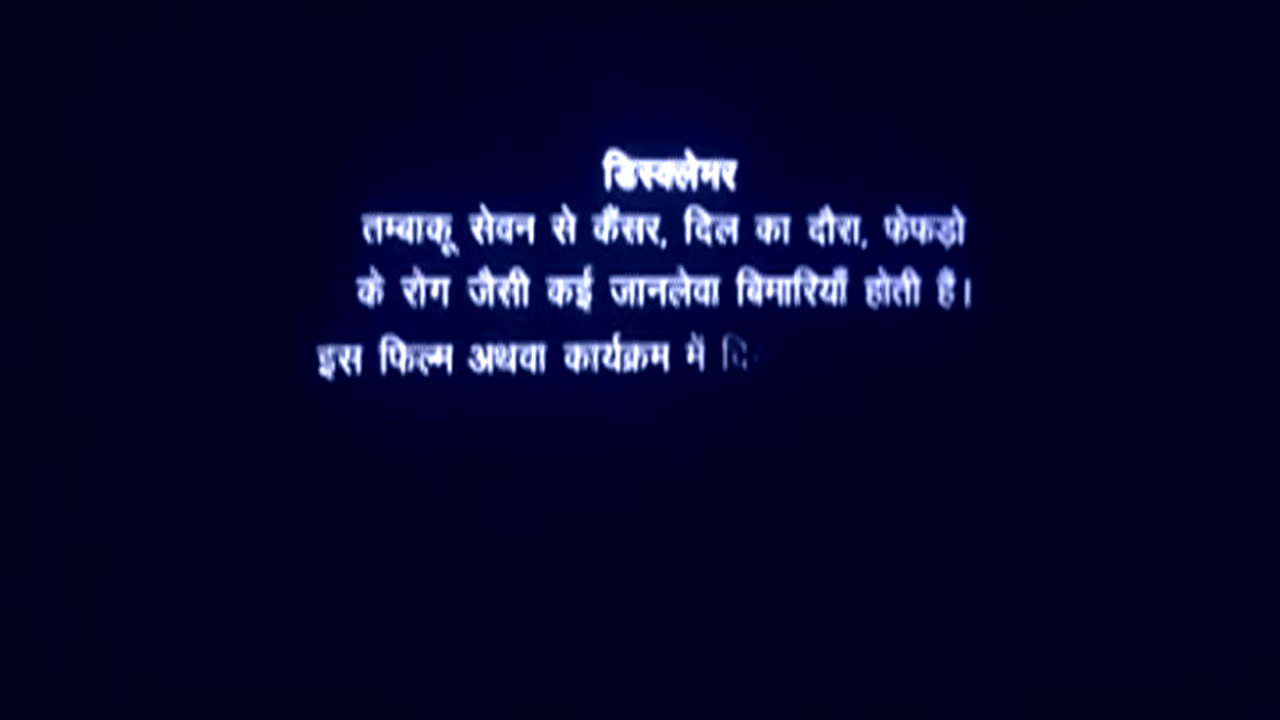 डिस्क्लेमर
तम्बाकू सेवन से कैंसर, दिल का दौरा, फेफड़ो
के रोग जैसी कई जानलेवा बिमारियाँ होती है।
इस फिल्म अथवा कार्यक्रम में